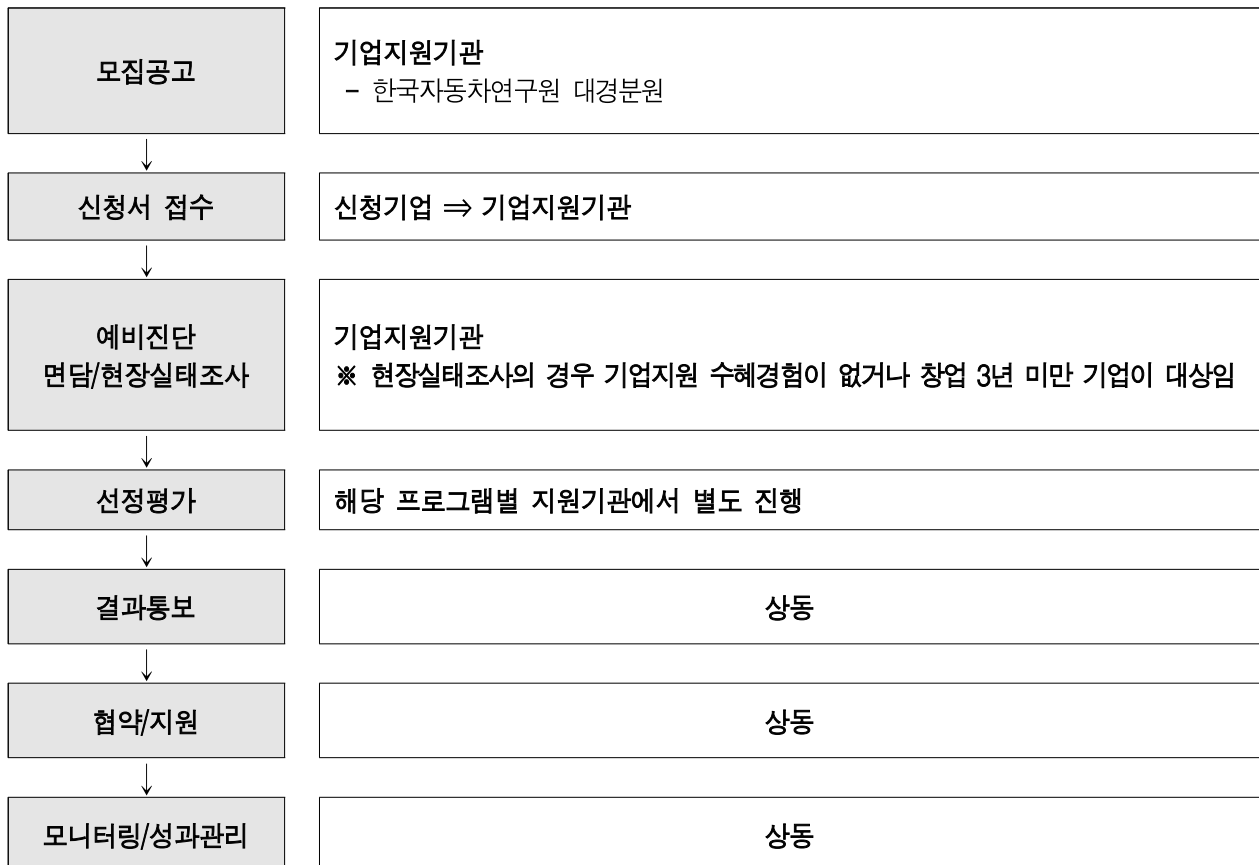 모집공고
기업지원기관
- 한국자동차연구원 대경분원
신청서 접수
신청기업 ⇒ 기업지원기관
예비진단
면담/현장실태조사
기업지원기관
※ 현장실태조사의 경우 기업지원 수혜경험이 없거나 창업 3년 미만 기업이 대상임
선정평가
해당 프로그램별 지원기관에서 별도 진행
결과통보
상동
협약/지원
상동
모니터링/성과관리
상동